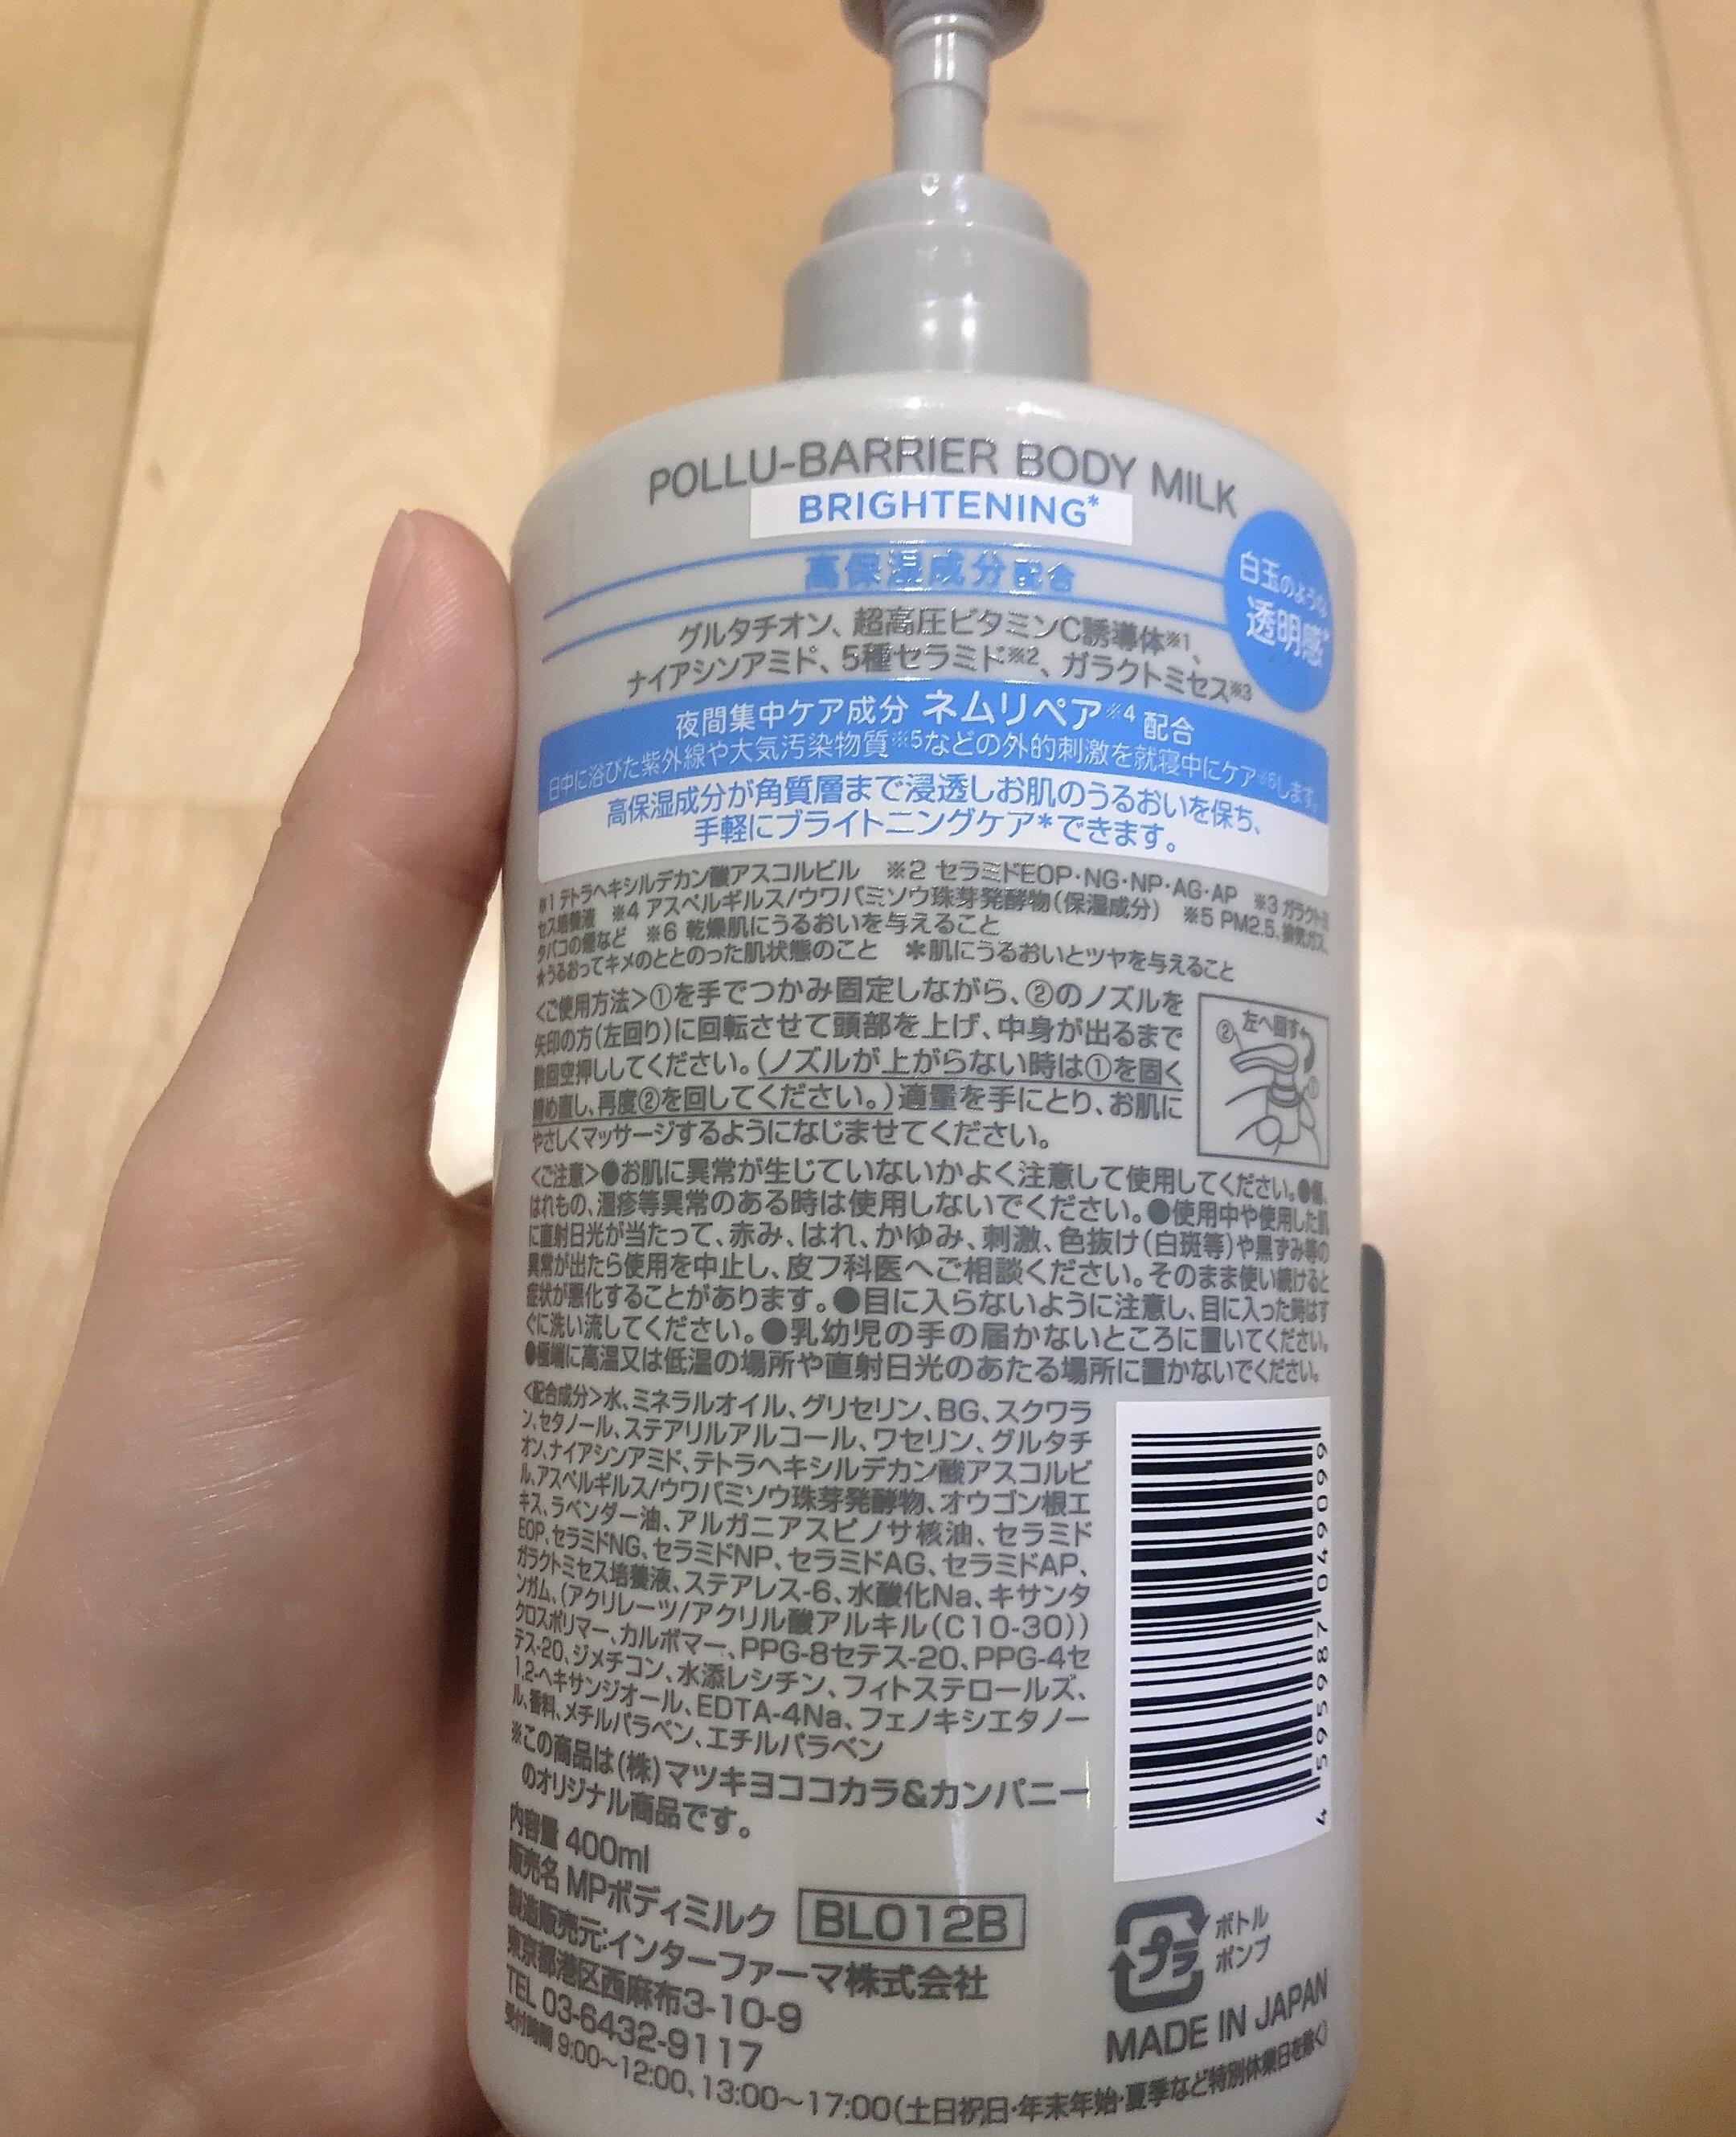 POLLU-BARRIER BODY MILK
BRIGHTENING*
高保湿成分配合
白玉のような
透明感*
グルタチオン、超高圧ビタミンC誘導体※1、
ナイアシンアミド、5種セラミド※2、ガラクトミセス※3
夜間集中ケア成分 ネムリペア※4 配合
日中に浴びた紫外線や大気汚染物質※5などの外的刺激を就寝中にケア※6します。
高保湿成分が角質層まで浸透しお肌のうるおいを保ち、
手軽にブライトニングケア*できます。
※1 テトラヘキシルデカン酸アスコルビル ※2 セラミドEOP・NG・NP・AG・AP ※3 ガラクトミ
セス培養液 ※4 アスペルギルス/ウワバミソウ珠芽発酵物(保湿成分) ※5 PM2.5、排気ガス、
タバコの煙など ※6 乾燥肌にうるおいを与えること
★うるおってキメのととのった肌状態のこと *肌にうるおいとツヤを与えること
<ご使用方法>①を手でつかみ固定しながら、②のノズルを
矢印の方(左回り)に回転させて頭部を上げ、中身が出るまで
数回空押ししてください。(ノズルが上がらない時は①を固く
締め直し、再度②を回してください。)適量を手にとり、お肌に
やさしくマッサージするようになじませてください。
左へ回す
②
①
<ご注意>●お肌に異常が生じていないかよく注意して使用してください。●傷、
はれもの、湿疹等異常のある時は使用しないでください。●使用中や使用した肌
に直射日光が当たって、赤み、はれ、かゆみ、刺激、色抜け(白斑等)や黒ずみ等の
異常が出たら使用を中止し、皮フ科医へご相談ください。そのまま使い続けると
症状が悪化することがあります。●目に入らないように注意し、目に入った時はす
ぐに洗い流してください。●乳幼児の手の届かないところに置いてください。
●極端に高温又は低温の場所や直射日光のあたる場所に置かないでください。
<配合成分>水、ミネラルオイル、グリセリン、BG、スクワラ
ン、セタノール、ステアリルアルコール、ワセリン、グルタチ
オン、ナイアシンアミド、テトラヘキシルデカン酸アスコルビ
ル、アスペルギルス/ウワバミソウ珠芽発酵物、オウゴン根エ
キス、ラベンダー油、アルガニアスピノサ核油、セラミド
EOP、セラミドNG、セラミドNP、セラミドAG、セラミドAP、
ガラクトミセス培養液、ステアレス-6、水酸化Na、キサンタ
ンガム、(アクリレーツ/アクリル酸アルキル(C10-30))
クロスポリマー、カルボマー、PPG-8セテス-20、PPG-4セ
テス-20、ジメチコン、水添レシチン、フィトステロールズ、
1,2-ヘキサンジオール、EDTA-4Na、フェノキシエタノー
ル、香料、メチルパラベン、エチルパラベン
※この商品は(株)マツキヨココカラ&カンパニー
のオリジナル商品です。
4 595987 046099
内容量 400ml
販売名 MPボディミルク
BL012B
製造販売元:インターファーマ株式会社
東京都港区西麻布3-10-9
TEL 03-6432-9117
受付時間 9:00~12:00、13:00~17:00(土日祝日・年末年始・夏季など特別休業日を除く)
プラ
ボトル
ポンプ
MADE IN JAPAN